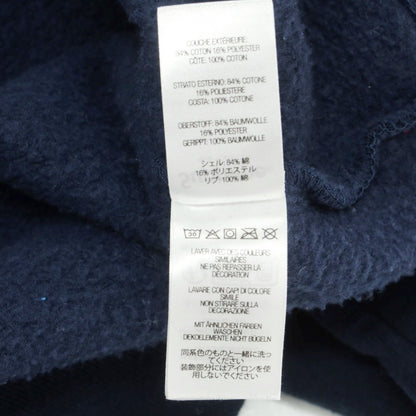 COUCHE EXTÉRIEURE:
84% COTON 16% POLYESTER
CÔTE: 100% COTON
STRATO ESTERNO: 84% COTONE
16% POLIESTERE
COSTA: 100% COTONE
OBERSTOFF: 84% BAUMWOLLE
16% POLYESTER
GERIPPT: 100% BAUMWOLLE
シェル: 84% 綿
16% ポリエステル
リブ: 100% 綿
30
LAVER AVEC DES COULEURS
SIMILAIRES
NE PAS REPASSER LA
DÉCORATION
LAVARE CON CAPI DI COLORE
SIMILE
NON STIRARE SULLA
DECORAZIONE
MIT ÄHNLICHEN FARBEN
WASCHEN
DEKOELEMENTE NICHT BÜGELN
同系色のものと一緒に洗っ
てください
装飾部分にはアイロンを使
用しないでください